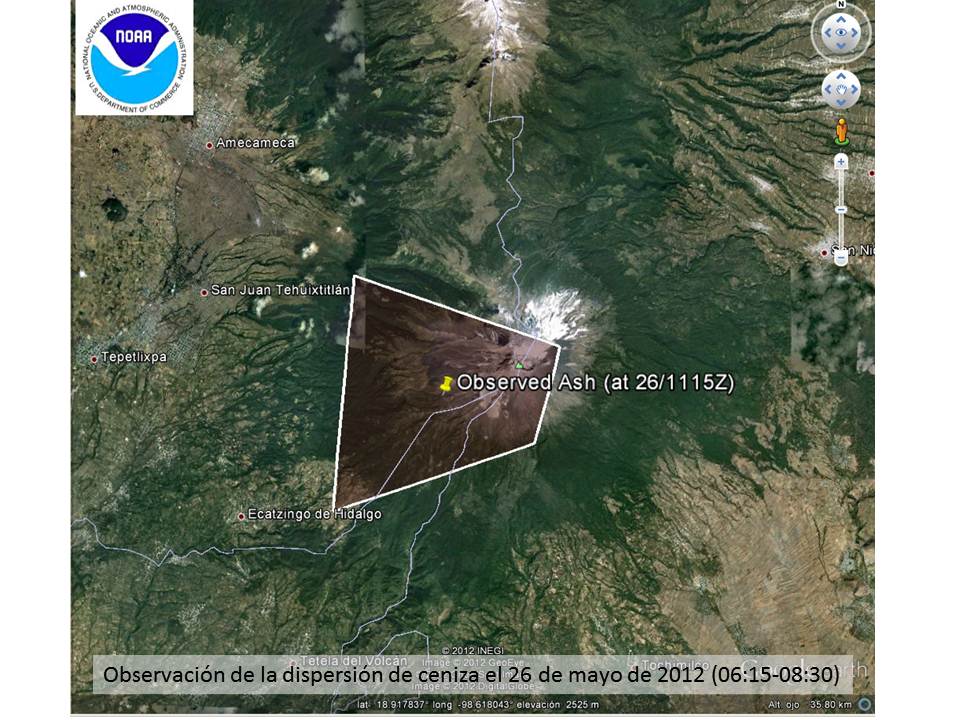 NATIONAL OCEANIC AND ATMOSPHERIC ADMINISTRATION
NOAA
U.S. DEPARTMENT OF COMMERCE
N
Amecameca
San Ni
San Juan Tehuixtitlán
Tepetlixpa
Observed Ash (at 26/1115Z)
Ecatzingo de Hidalgo
© 2012 INEGI
Tetela del Volcán
Image © 2012 GeoEye
Tochimilco
Observación de la dispersión de ceniza el 26 de mayo de 2012 (06:15-08:30)
Image © 2012 DigitalGlobe
lat 18.917837° long -98.618043° elevación 2525 m
Alt. ojo 35.80 km